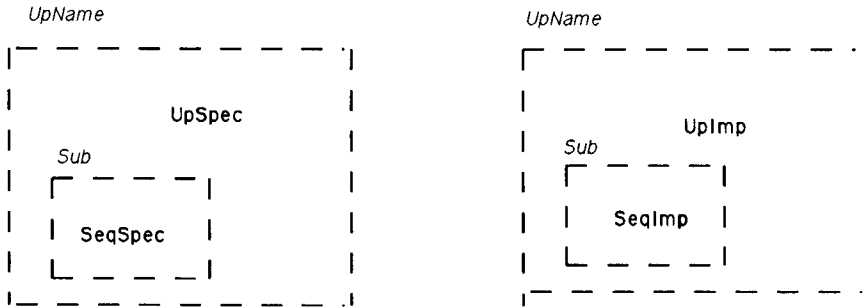 UpName
UpSpec
Sub
SeqSpec
UpName
UpImp
Sub
SeqImp